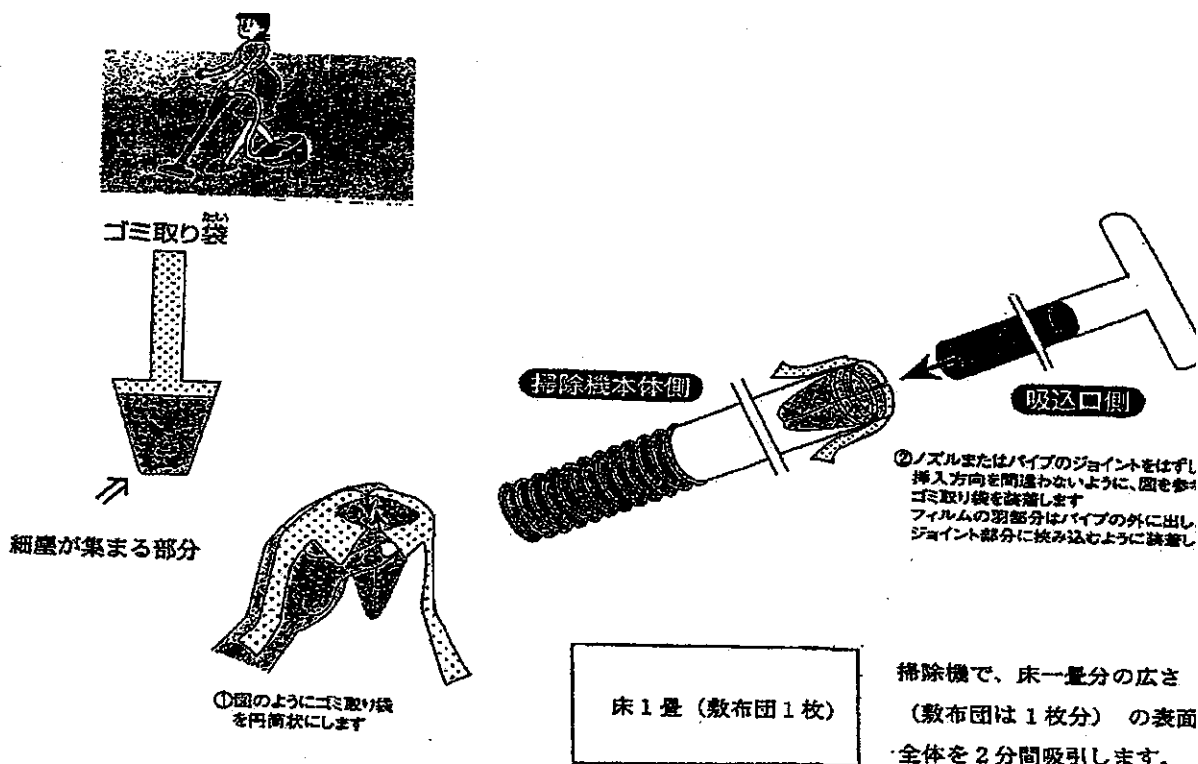 たい
ゴミ取り袋
細塵が集まる部分
①図のようにゴミ取り袋
を円筒状にします
掃除機本体側
吸込口側
②ノズルまたはパイプのジョイントをはずし
挿入方向を間違わないように、図を参考
ゴミ取り袋を装着します
フィルムの羽部分はパイプの外に出し、
ジョイント部分に挟み込むように装着し
床1畳（敷布団1枚）
掃除機で、床一畳分の広さ
（敷布団は1枚分） の表面
全体を2分間吸引します。